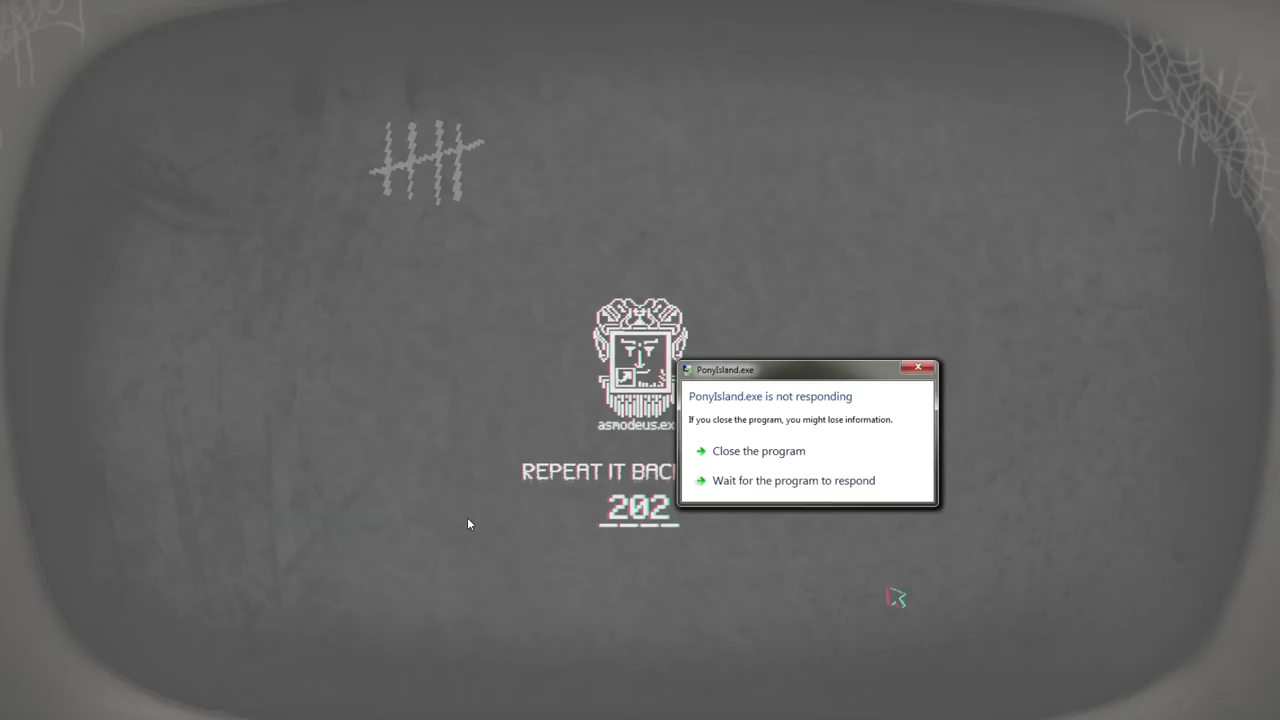 PonyIsland.exe
PonyIsland.exe is not responding
If you close the program, you might lose information.
asmodeus.ex
Close the program
REPEAT IT BAC
Wait for the program to respond
202